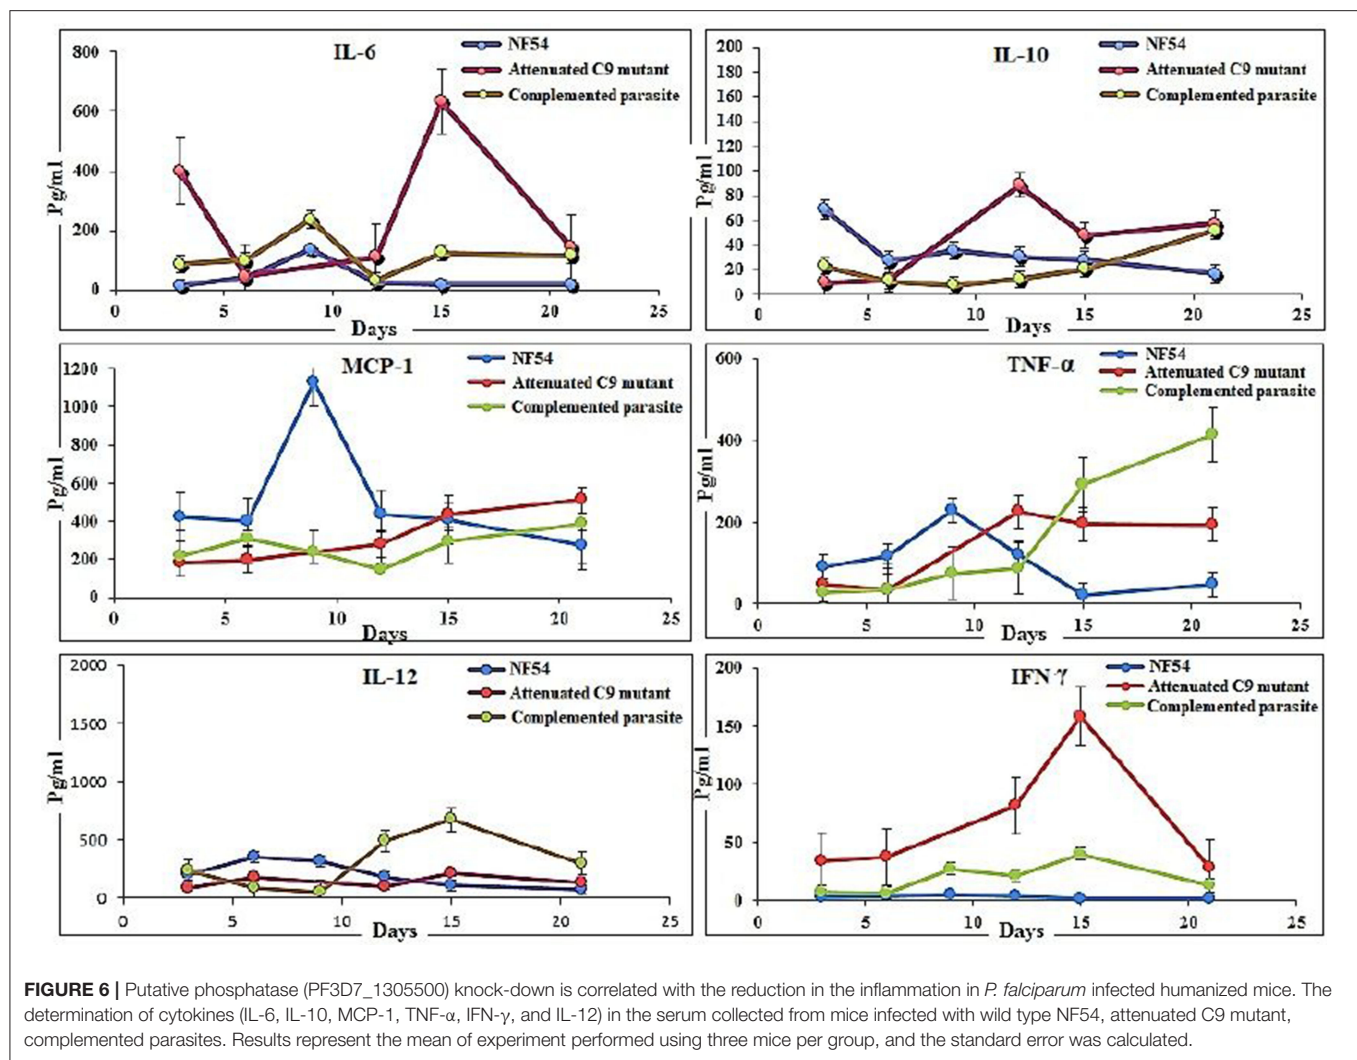 IL-6
NF54
Attenuated C9 mutant
Complemented parasite
800
600
400
200
0
Pg/ml
0 5 10 15 20 25
Days
IL-10
NF54
Attenuated C9 mutant
Complemented parasite
200
180
160
140
120
100
80
60
40
20
0
Pg/ml
0 5 10 15 20 25
Days
MCP-1
NF54
Attenuated C9 mutant
Complemented parasite
1200
1000
800
600
400
200
0
Pg/ml
0 5 10 15 20 25
Days
TNF-α
NF54
Attenuated C9 mutant
Complemented parasite
600
400
200
0
Pg/ml
0 5 10 15 20 25
Days
IL-12
NF54
Attenuated C9 mutant
Complemented parasite
2000
1500
1000
500
0
Pg/ml
0 5 10 15 20 25
Days
IFN γ
NF54
Attenuated C9 mutant
Complemented parasite
200
150
100
50
0
Pg/ml
0 5 10 15 20 25
Days
FIGURE 6 | Putative phosphatase (PF3D7_1305500) knock-down is correlated with the reduction in the inflammation in P. falciparum infected humanized mice. The
determination of cytokines (IL-6, IL-10, MCP-1, TNF-α, IFN-γ, and IL-12) in the serum collected from mice infected with wild type NF54, attenuated C9 mutant,
complemented parasites. Results represent the mean of experiment performed using three mice per group, and the standard error was calculated.